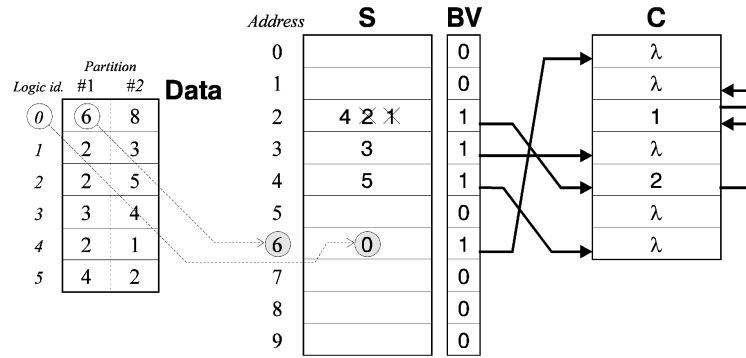 Address S BV C
Partition
Logic id. #1 #2 Data
0 6 8
1 2 3
2 2 5
3 3 4
4 2 1
5 4 2
0 0 λ
1 0 λ
2 4 2 1 1 1
3 3 1 λ
4 5 1 2
5 0 λ
6 0 1 λ
7 0
8 0
9 0